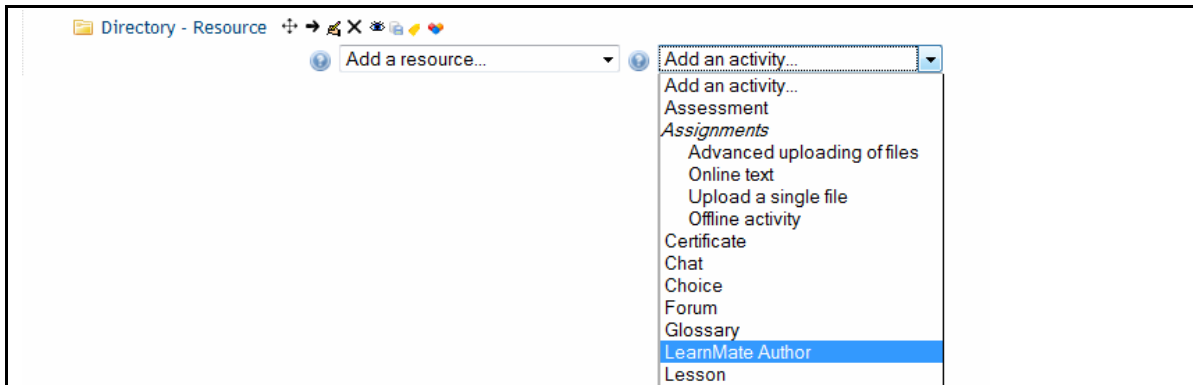 Directory - Resource
Add a resource... Add an activity...
Add an activity...
Assessment
Assignments
Advanced uploading of files
Online text
Upload a single file
Offline activity
Certificate
Chat
Choice
Forum
Glossary
LearnMate Author
Lesson